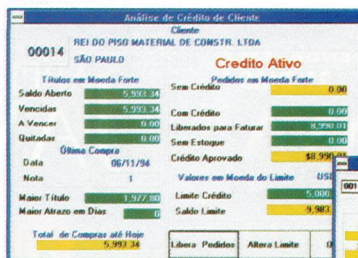 Análise de Crédito de Cliente
Cliente
00014 REI DO PISO MATERIAL DE CONSTR. LTDA
SÃO PAULO
Credito Ativo
Títulos em Moeda Forte
Pedidos em Moeda Forte
Saldo Aberto 5.993.34
Sem Crédito 0.00
Vencidas 5.993.34
Com Crédito 0.00
A Vencer 0.00
Liberados para Faturar 8,990.01
Quitadas 0.00
Sem Estoque 0.00
Última Compra
Crédito Aprovado
Data 06/11/94
Nota 1
Valores em Moeda do Limite
Maior Título 1,977.80
Limite Crédito 5.000
Maior Atrazo em Dias 0
Saldo Limite 9,983
Total de Compras até Hoje
5.993.34
Libera Pedidos
Altera Limite
001